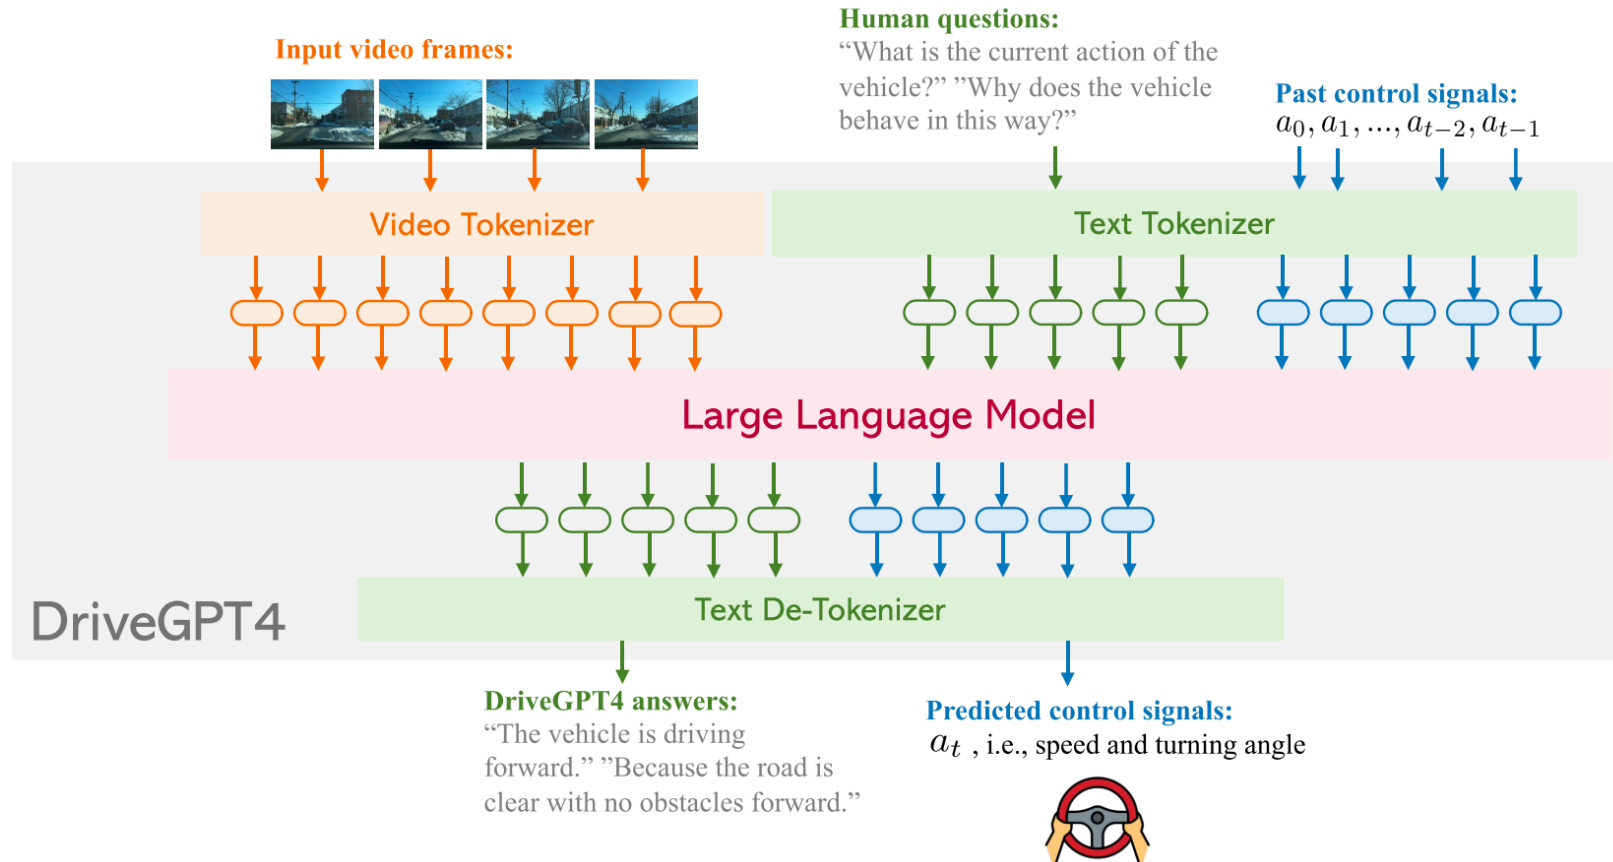 Input video frames:
Human questions:
“What is the current action of the
vehicle?” ”Why does the vehicle
behave in this way?”
Past control signals:
a₀, a₁, ..., aₜ₋₂, aₜ₋₁
Video Tokenizer
Text Tokenizer
Large Language Model
Text De-Tokenizer
DriveGPT4
DriveGPT4 answers:
“The vehicle is driving
forward.” ”Because the road is
clear with no obstacles forward.”
Predicted control signals:
aₜ , i.e., speed and turning angle